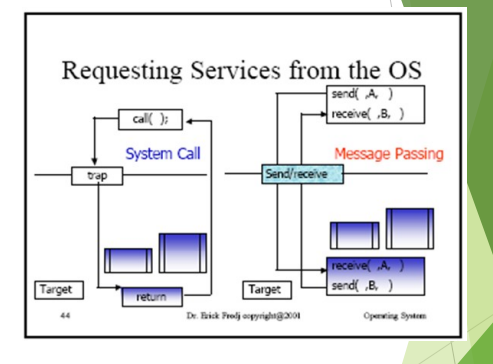 Requesting Services from the OS
call( );
System Call
trap
Target
return
send( ,A, )
receive( ,B, )
Message Passing
Send/receive
receive( ,A, )
send( ,B, )
Target
44
Dr. Erick Fredj copyright@2001
Operating System